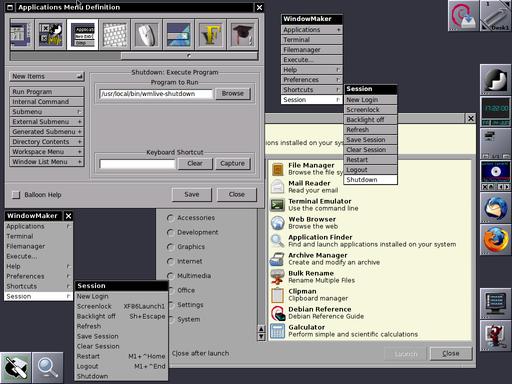 Applications Menu Definition
New Items
Run Program
Internal Command
Submenu
External Submenu
Generated Submenu
Directory Contents
Workspace Menu
Window List Menu
Shutdown: Execute Program
Program to Run
/usr/local/bin/wmlive-shutdown
Browse
Keyboard Shortcut
Clear
Capture
Balloon Help
Save
Close
WindowMaker
Applications
Terminal
Filemanager
Execute...
Help
Preferences
Shortcuts
Session
Session
New Login
Screenlock
Backlight off
Refresh
Save Session
Clear Session
Restart
Logout
Shutdown
Desk1
17:22:00
ions installed on your system
Accessories
Development
Graphics
Internet
Multimedia
Office
Settings
System
File Manager
Browse the file sy
Mail Reader
Read your email
Terminal Emulator
Use the command line
Web Browser
Browse the web
Application Finder
Find and launch applications installed on your system
Archive Manager
Create and modify an archive
Bulk Rename
Rename Multiple Files
Clipman
Clipboard manager
Debian Reference
Debian Reference Guide
Galculator
Perform simple and scientific calculations
Close after launch
Launch
Close
WindowMaker
Applications
Terminal
Filemanager
Execute...
Help
Preferences
Shortcuts
Session
Session
New Login
Screenlock XF86Launch1
Backlight off Sh+Escape
Refresh
Save Session
Clear Session
Restart M1+^Home
Logout M1+^End
Shutdown